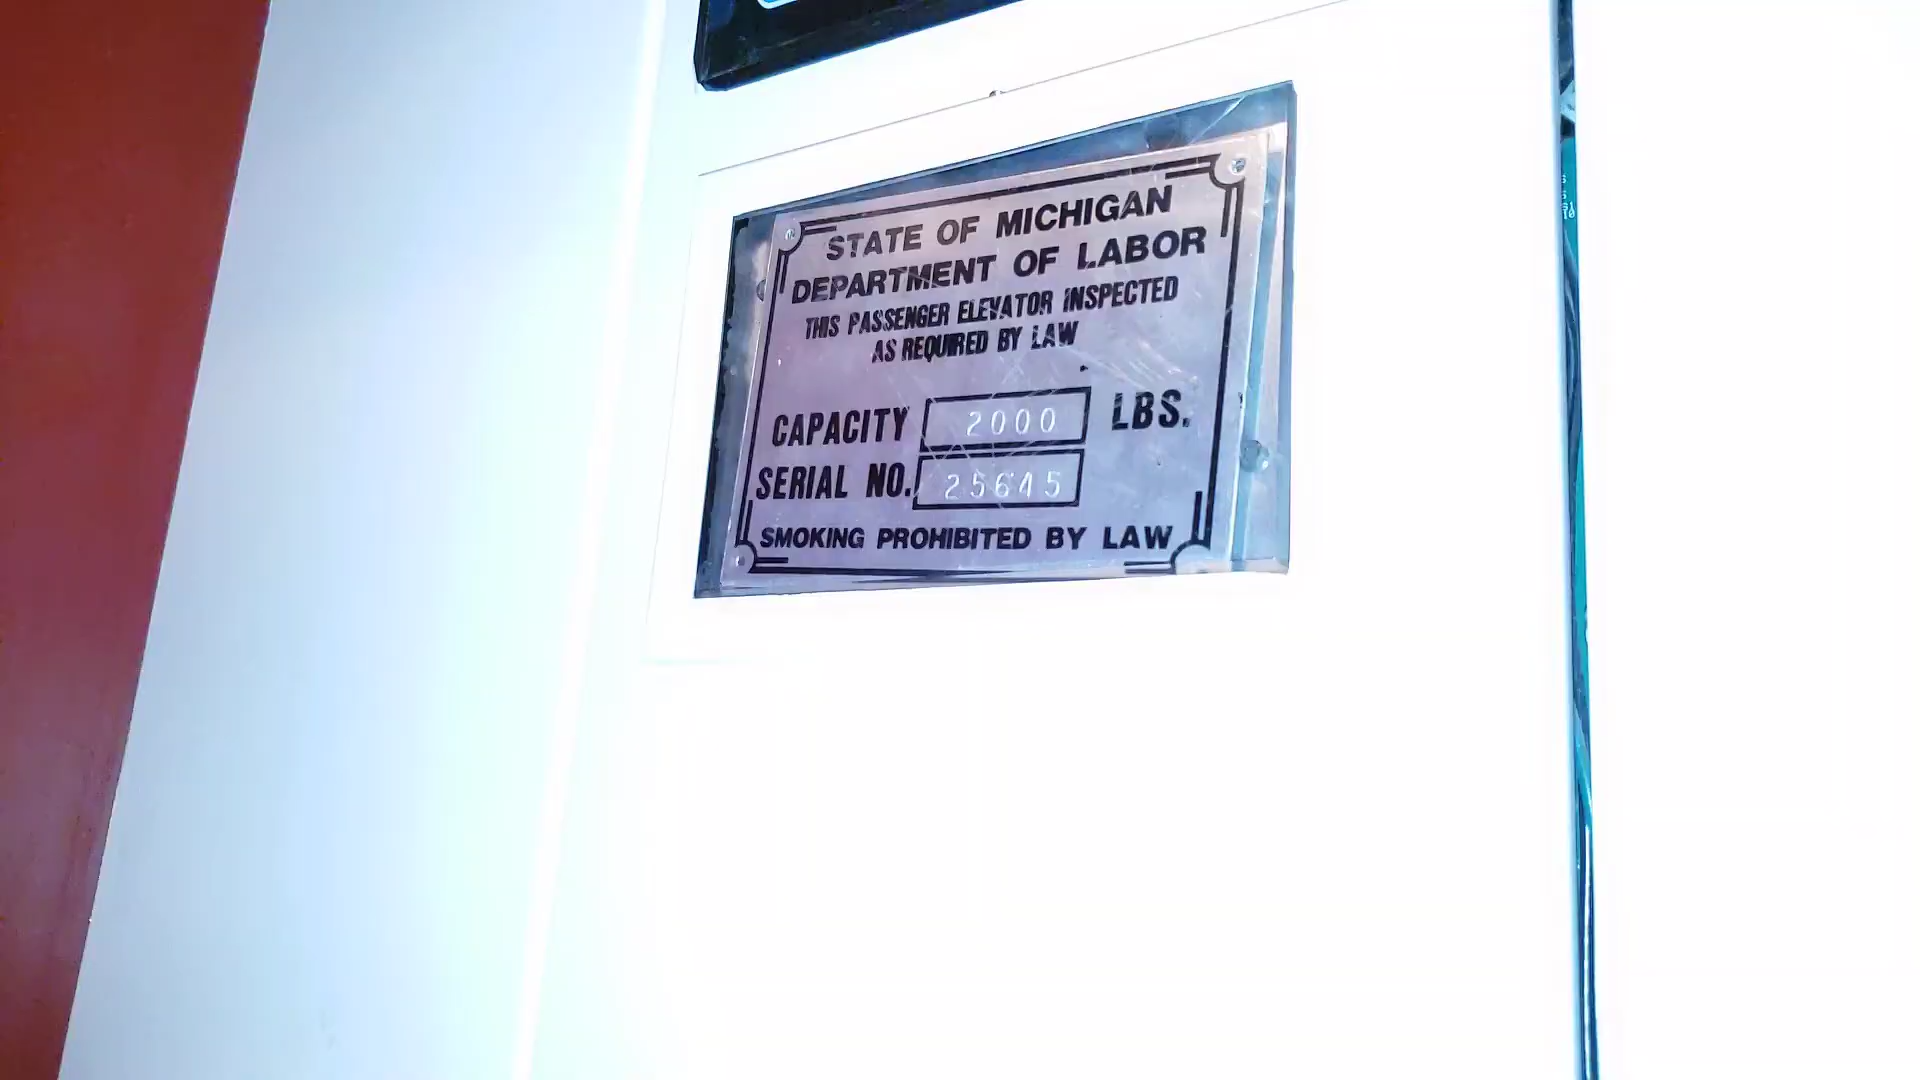 STATE OF MICHIGAN
DEPARTMENT OF LABOR
THIS PASSENGER ELEVATOR INSPECTED
AS REQUIRED BY LAW
CAPACITY 2000 LBS.
SERIAL NO. 25645
SMOKING PROHIBITED BY LAW